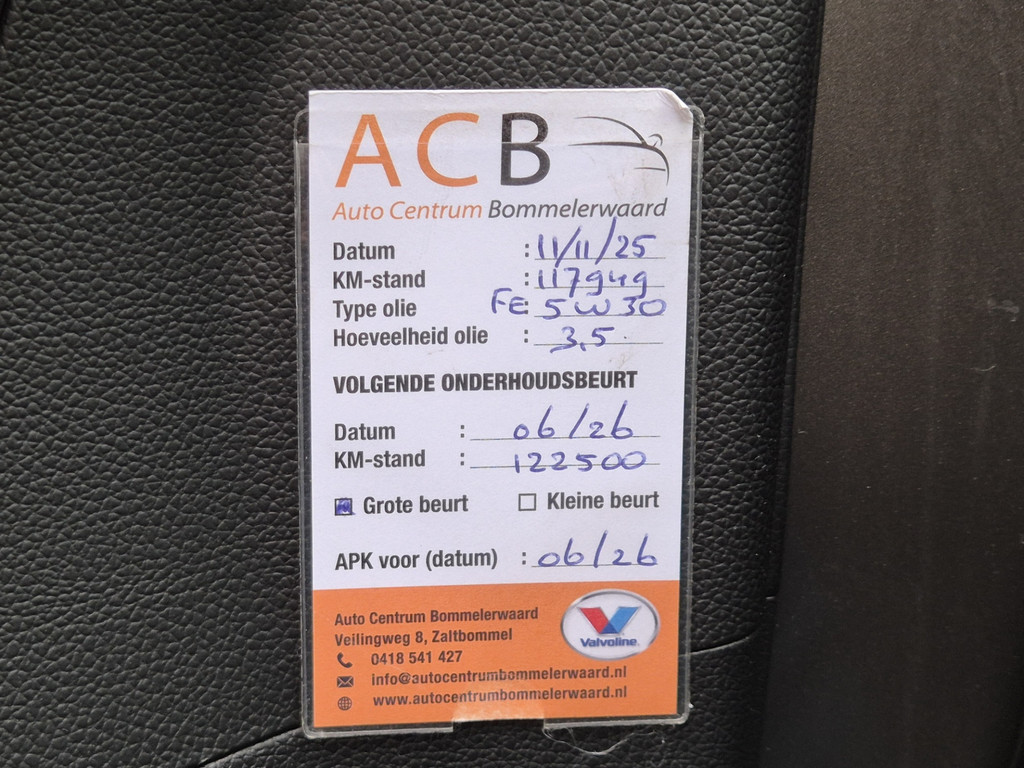 ACB
Auto Centrum Bommelerwaard
Datum : 11/11/25
KM-stand : 117949
Type olie FE: 5W30
Hoeveelheid olie : 3,5.
VOLGENDE ONDERHOUDSBEURT
Datum : 06/26
KM-stand : 122500
Grote beurt Kleine beurt
APK voor (datum) : 06/26
Auto Centrum Bommelerwaard
Veilingweg 8, Zaltbommel
0418 541 427
info@autocentrumbommelerwaard.nl
www.autocentrumbommelerwaard.nl
Valvoline.